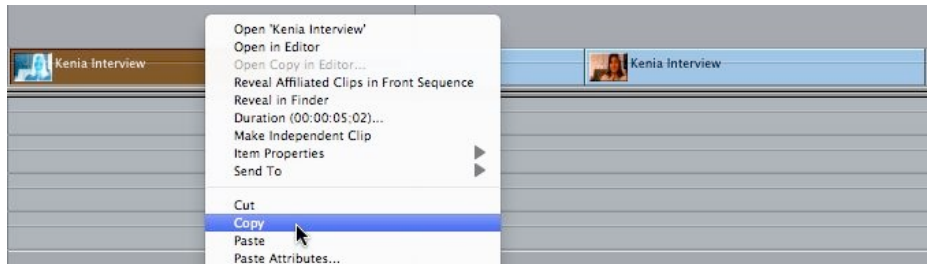 Open 'Kenia Interview'
Open in Editor
Kenia Interview
Kenia Interview
Open Copy in Editor...
Reveal Affiliated Clips in Front Sequence
Reveal in Finder
Duration (00:00:05;02)...
Make Independent Clip
Item Properties
Send To
Cut
Copy
Paste
Paste Attributes...